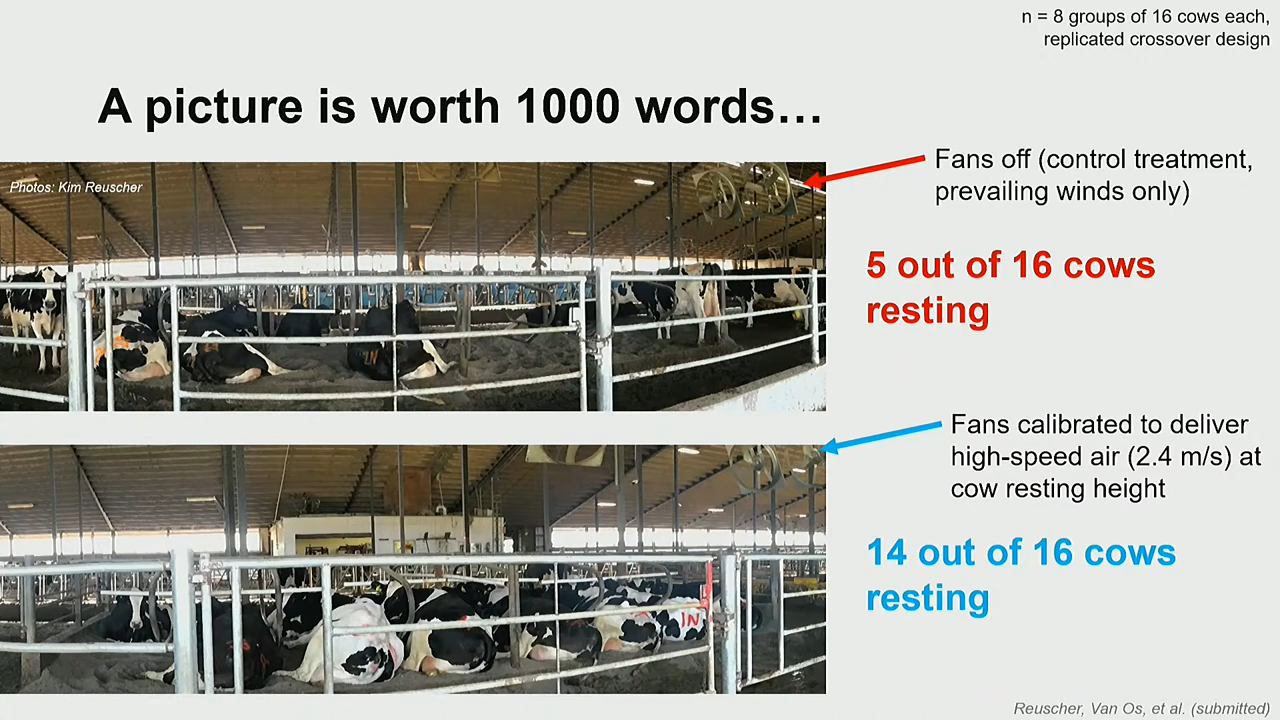 n = 8 groups of 16 cows each,
replicated crossover design
A picture is worth 1000 words…
Photos: Kim Reuscher
Fans off (control treatment,
prevailing winds only)
5 out of 16 cows
resting
Fans calibrated to deliver
high-speed air (2.4 m/s) at
cow resting height
14 out of 16 cows
resting
IN
Reuscher, Van Os, et al. (submitted)